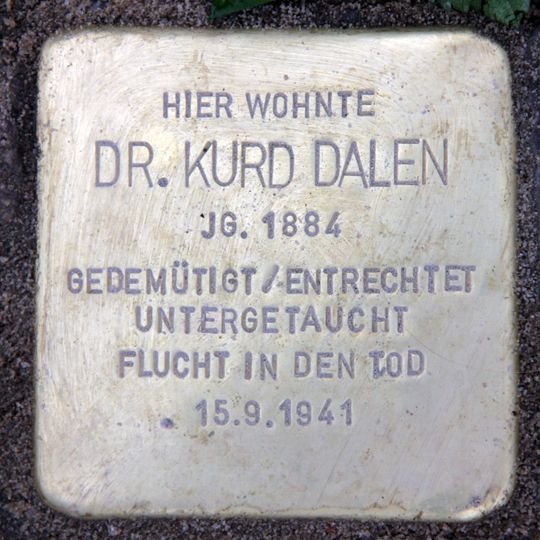 HIER WOHNTE
DR. KURD DALEN
JG. 1884
GEDEMÜTIGT/ENTRECHTET
UNTERGETAUCHT
FLUCHT IN DEN TOD
15.9.1941